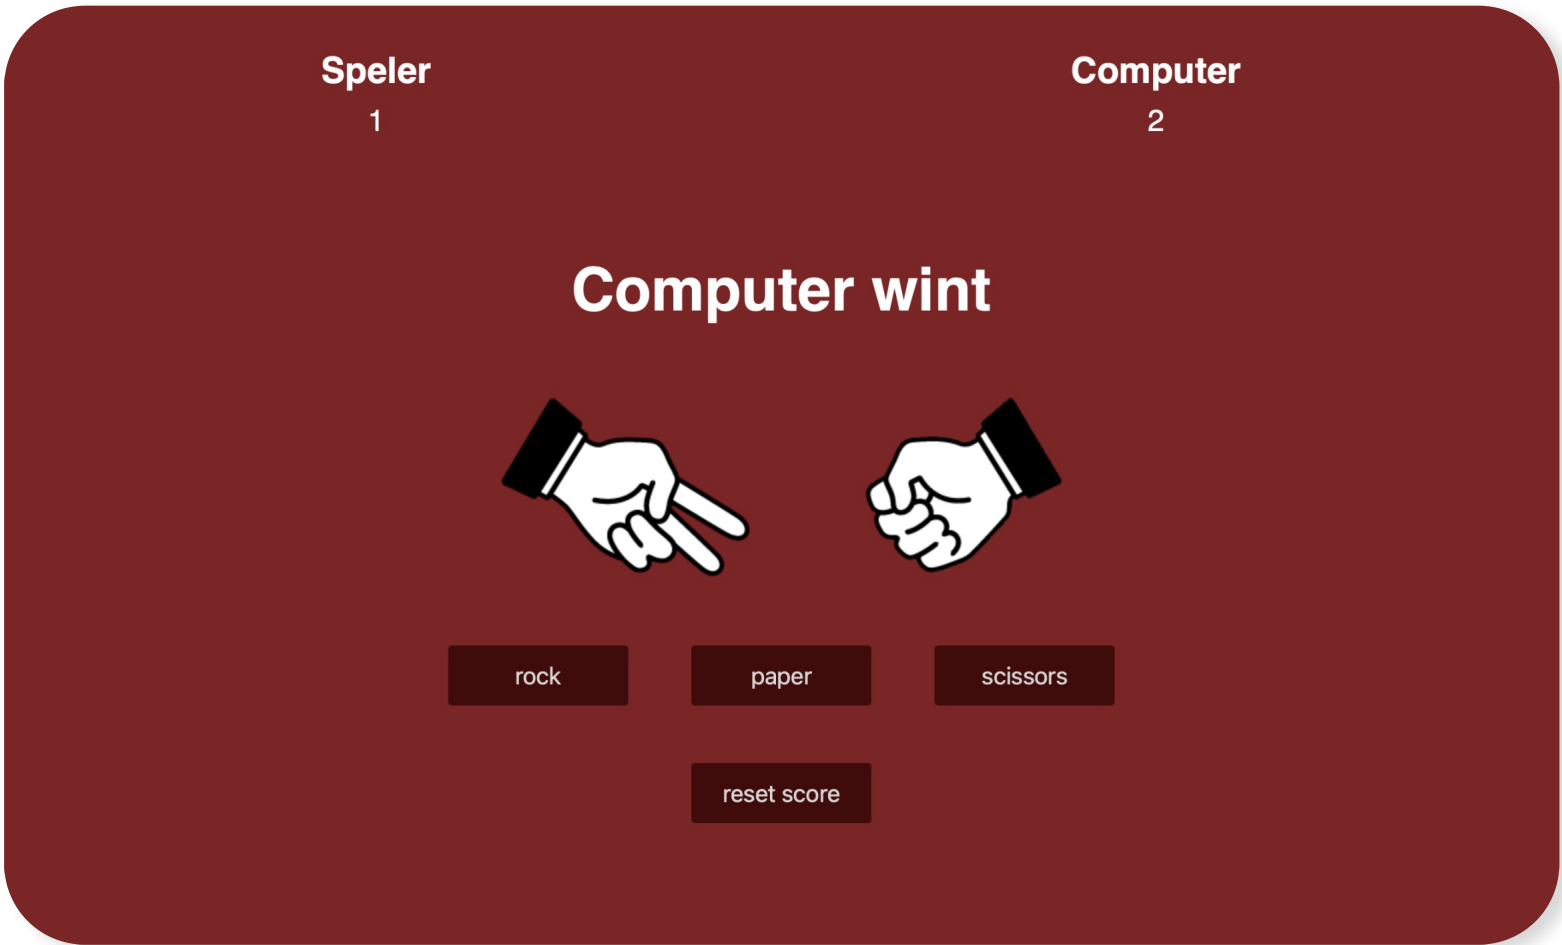 Speler
1
Computer
2
Computer wint
rock
paper
scissors
reset score